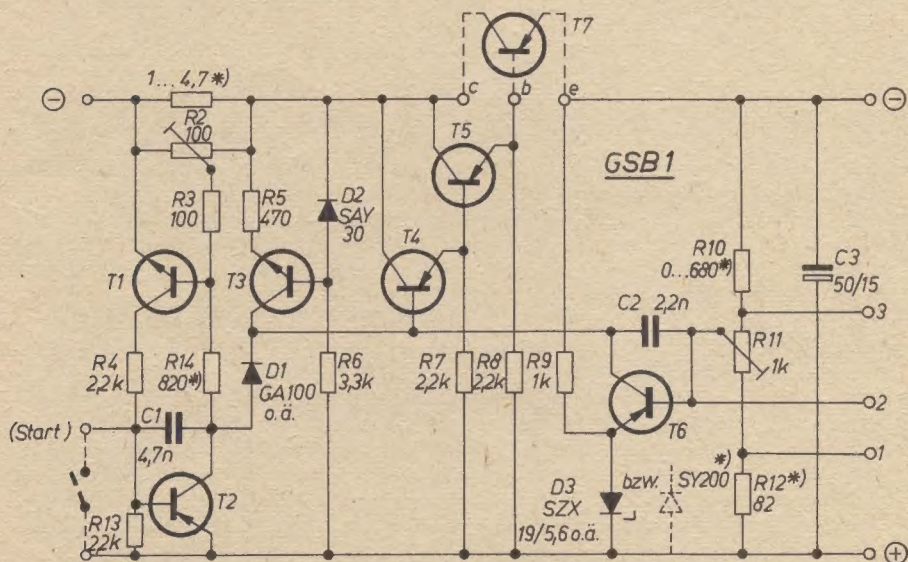 T7
1...4,7*)
⊖
c
b
e
⊖
R2
100
T5
GSB1
R3
100
R5
470
D2
SAY
30
T4
R10
0...680*)
C3
50/15
T1
T3
C2
2,2n
3
R11
1k
R4
2,2k
R14
820*)
D1
GA100
o.ä.
R6
3,3k
R7
2,2k
R8
2,2k
R9
1k
T6
2
(Start)
C1
4,7n
*)
1
T2
D3
SZX
19/5,6 o.ä.
bzw.
SY200
R12*)
82
R13
22k
⊕